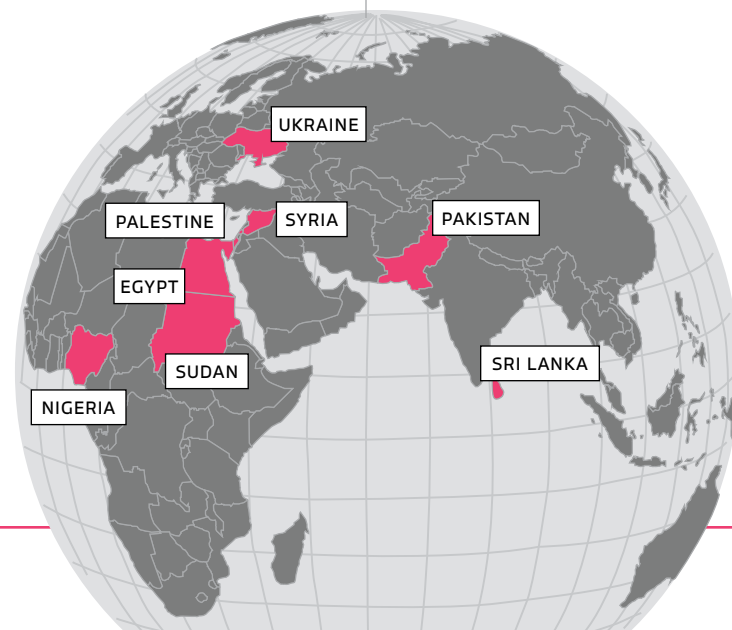 UKRAINE
PALESTINE
SYRIA
PAKISTAN
EGYPT
SUDAN
SRI LANKA
NIGERIA